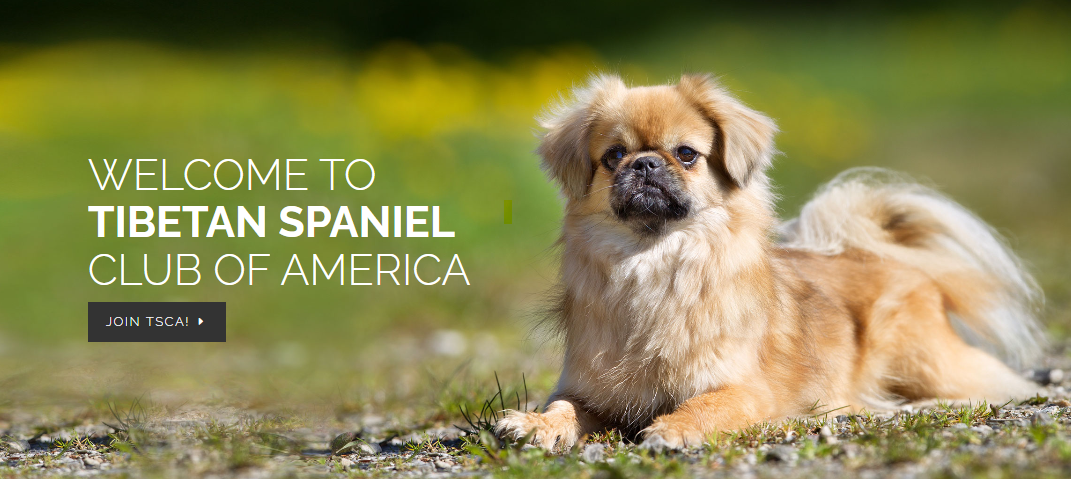 WELCOME TO
TIBETAN SPANIEL
CLUB OF AMERICA
JOIN TSCA!